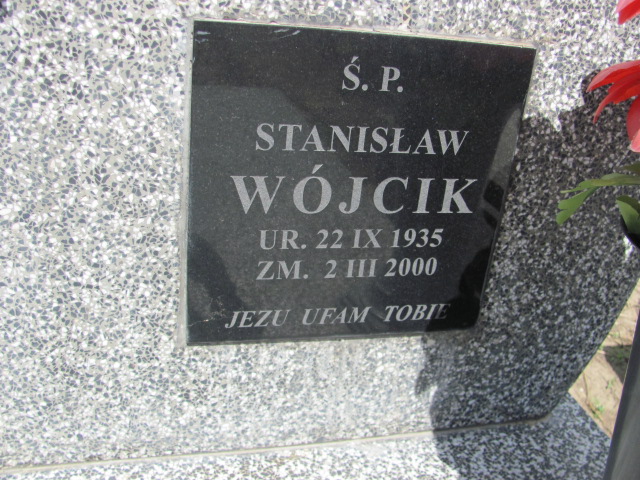 Ś. P.
STANISŁAW
WÓJCIK
UR. 22 IX 1935
ZM. 2 III 2000
JEZU UFAM TOBIE